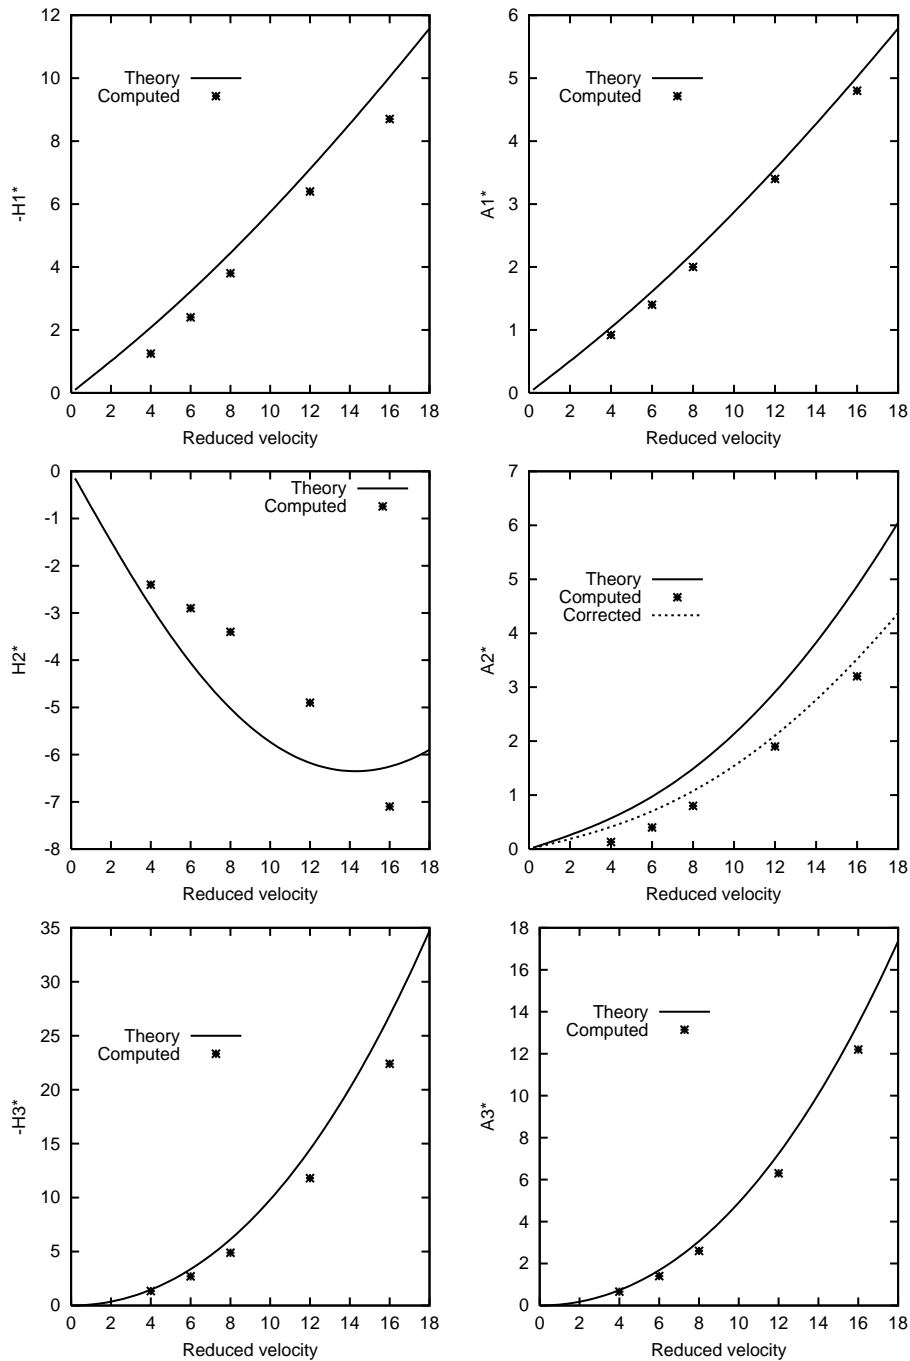 12
10
8
6
4
2
0
-H1*
Theory
Computed
0 2 4 6 8 10 12 14 16 18
Reduced velocity
6
5
4
3
2
1
0
A1*
Theory
Computed
0 2 4 6 8 10 12 14 16 18
Reduced velocity
0
-1
-2
-3
-4
-5
-6
-7
-8
H2*
Theory
Computed
0 2 4 6 8 10 12 14 16 18
Reduced velocity
7
6
5
4
3
2
1
0
A2*
Theory
Computed
Corrected
0 2 4 6 8 10 12 14 16 18
Reduced velocity
35
30
25
20
15
10
5
0
-H3*
Theory
Computed
0 2 4 6 8 10 12 14 16 18
Reduced velocity
18
16
14
12
10
8
6
4
2
0
A3*
Theory
Computed
0 2 4 6 8 10 12 14 16 18
Reduced velocity